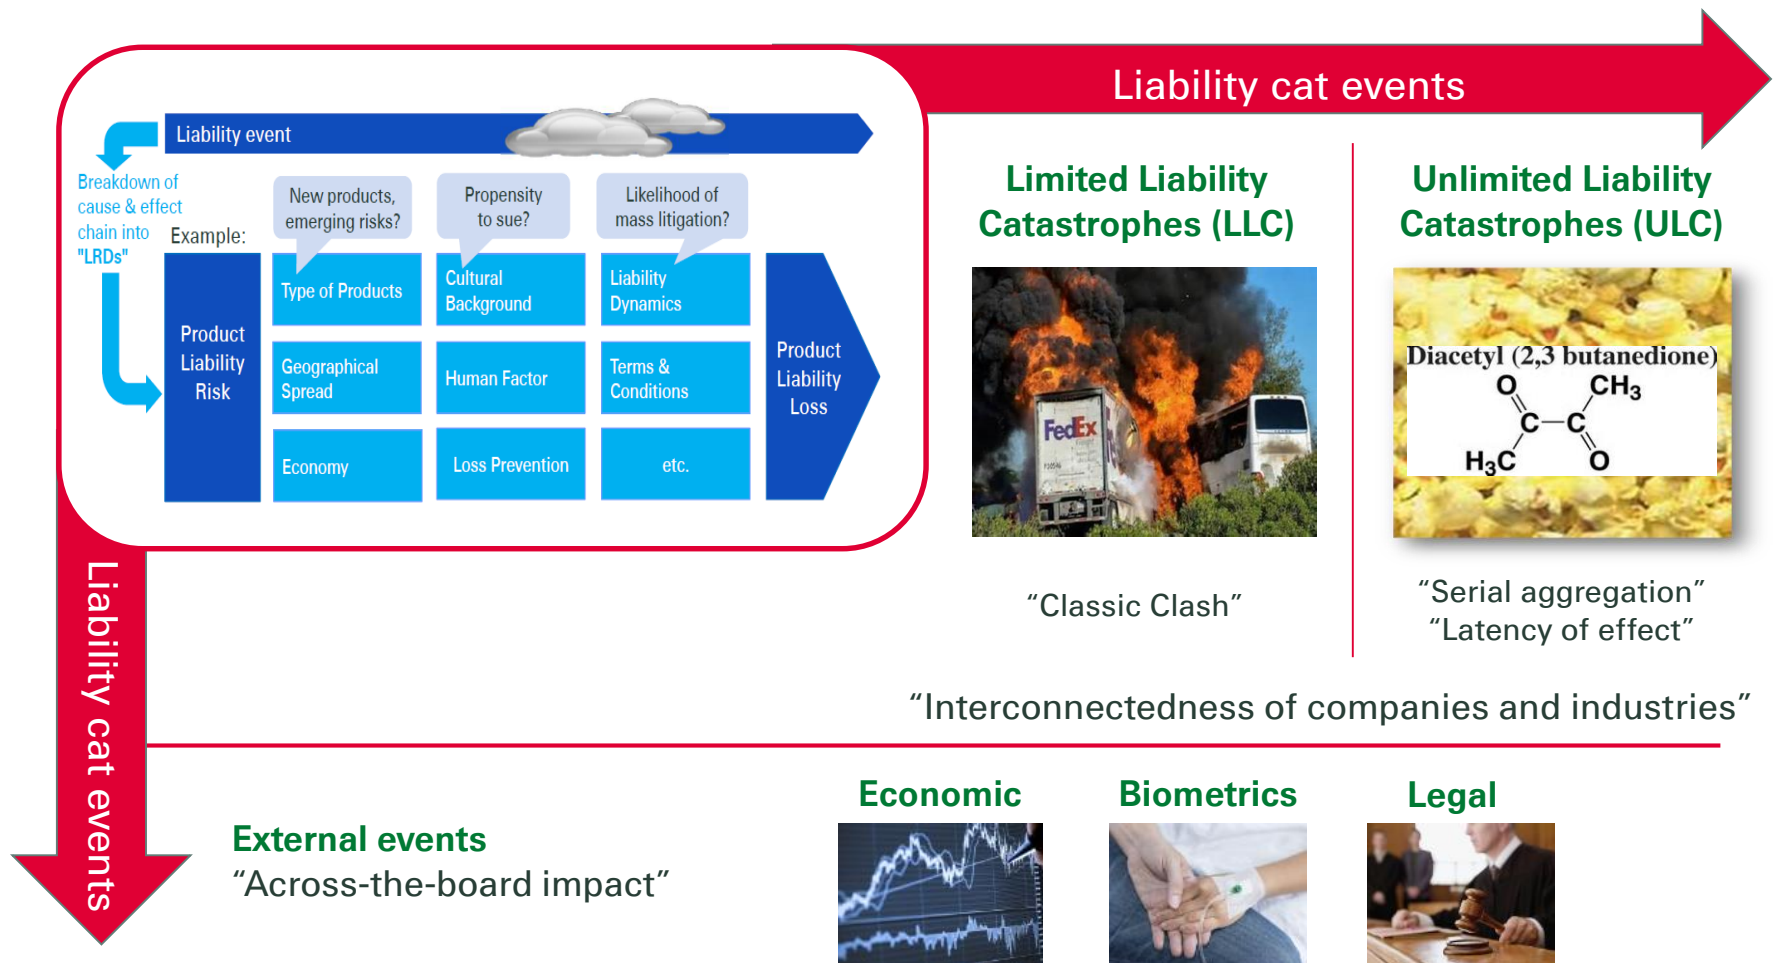 Liability cat events
Liability event
Breakdown of
cause & effect
chain into
"LRDs"
Example:
New products,
emerging risks?
Propensity
to sue?
Likelihood of
mass litigation?
Product
Liability
Risk
Type of Products
Cultural
Background
Liability
Dynamics
Geographical
Spread
Human Factor
Terms &
Conditions
Economy
Loss Prevention
etc.
Product
Liability
Loss
Limited Liability
Catastrophes (LLC)
FedEx
“Classic Clash”
Unlimited Liability
Catastrophes (ULC)
Diacetyl (2,3 butanedione)
O
CH3
C—C
H3C
O
“Serial aggregation”
“Latency of effect”
“Interconnectedness of companies and industries”
Liability cat events
External events
“Across-the-board impact”
Economic
Biometrics
Legal